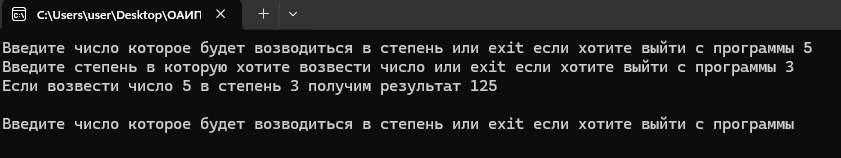 C:\Users\user\Desktop\ОАИП
Введите число которое будет возводиться в степень или exit если хотите выйти с программы 5
Введите степень в которую хотите возвести число или exit если хотите выйти с программы 3
Если возвести число 5 в степень 3 получим результат 125
Введите число которое будет возводиться в степень или exit если хотите выйти с программы